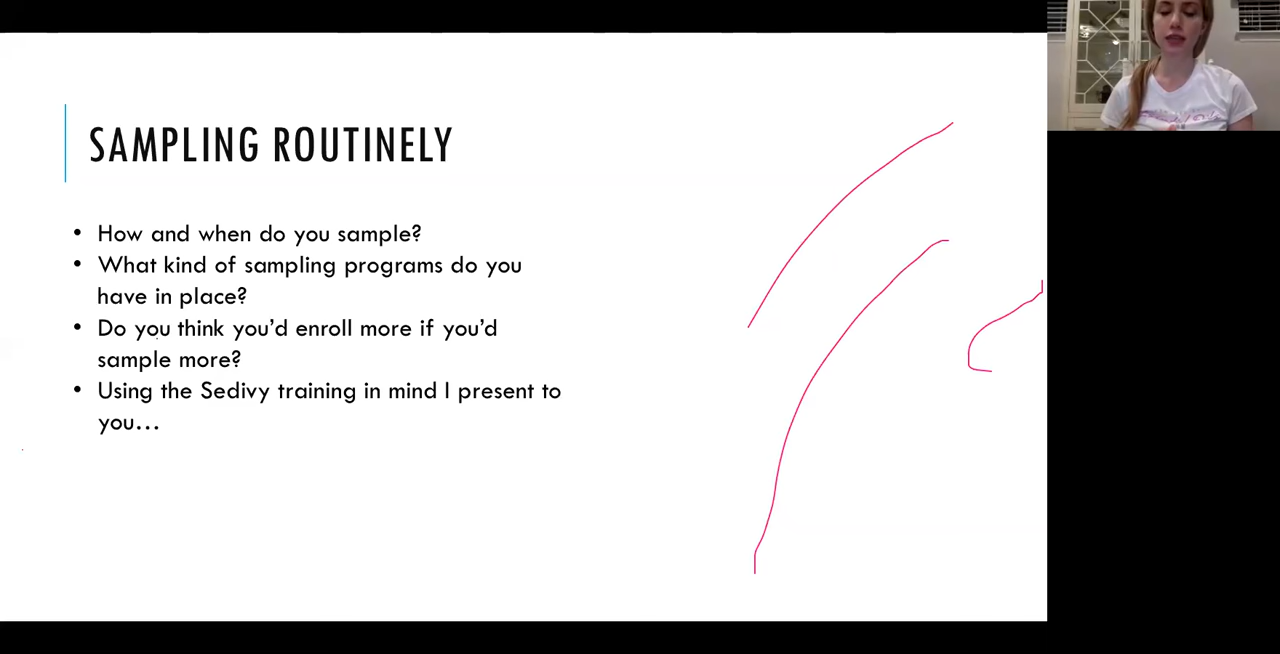 SAMPLING ROUTINELY
• How and when do you sample?
• What kind of sampling programs do you
have in place?
• Do you think you’d enroll more if you’d
sample more?
• Using the Sedivy training in mind I present to
you…